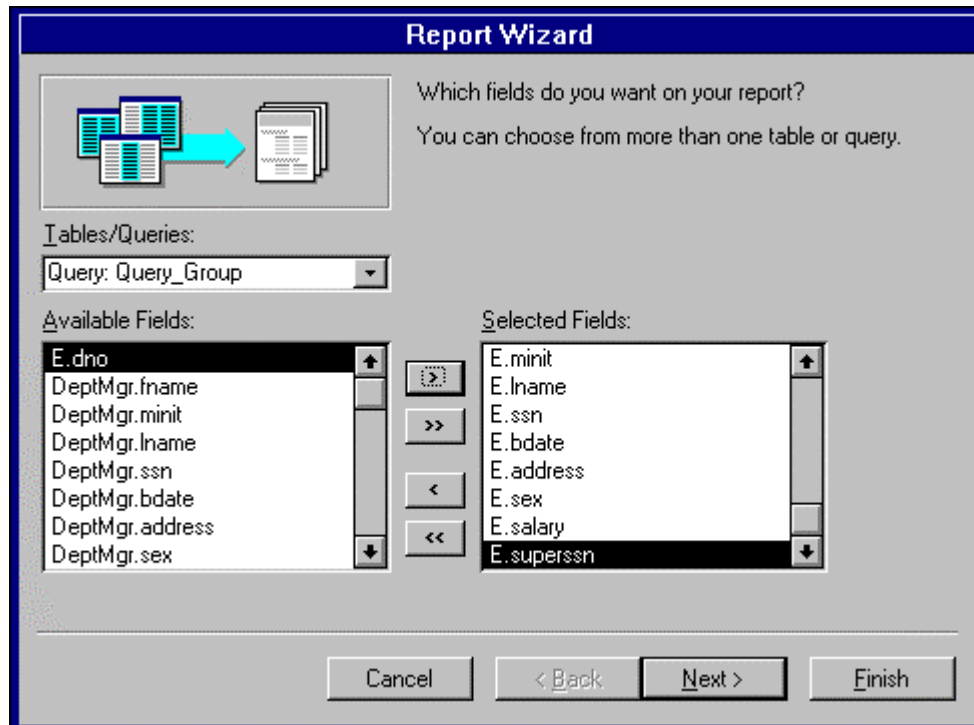 Report Wizard
Which fields do you want on your report?
You can choose from more than one table or query.
Tables/Queries:
Query: Query_Group
Available Fields:
E.dno
DeptMgr.fname
DeptMgr.minit
DeptMgr.lname
DeptMgr.ssn
DeptMgr.bdate
DeptMgr.address
DeptMgr.sex
>
>>
<
<<
Selected Fields:
E.minit
E.lname
E.ssn
E.bdate
E.address
E.sex
E.salary
E.superssn
Cancel
< Back
Next >
Finish